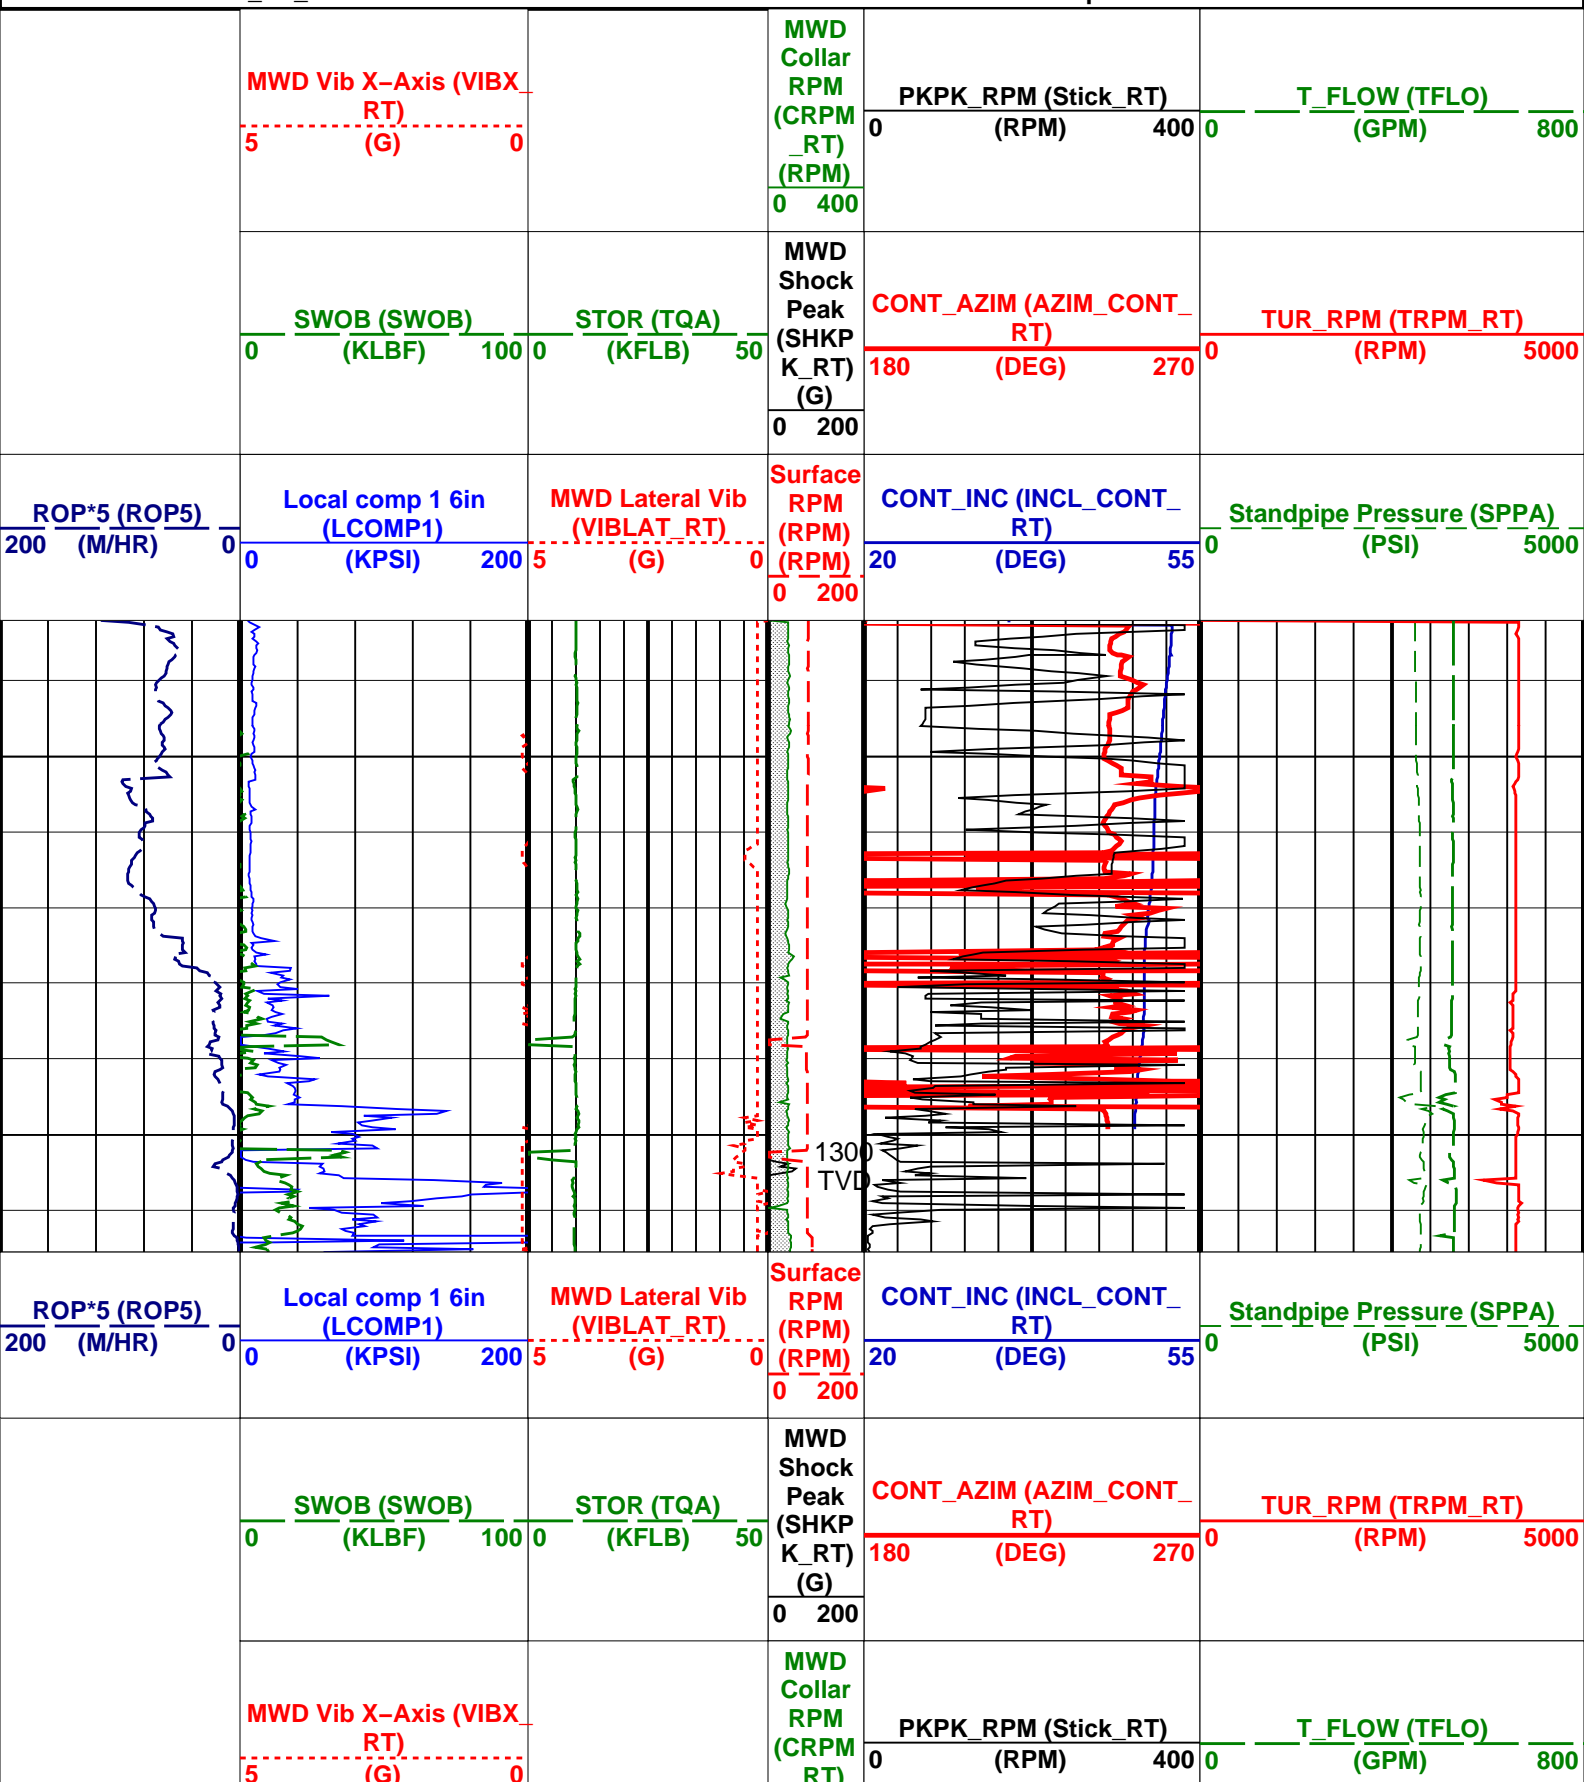 MWD
Collar
RPM
(CRPM
_RT)
(RPM)
0 400
MWD Vib X–Axis (VIBX_
RT)
5 (G) 0
PKPK_RPM (Stick_RT)
0 (RPM) 400
T_FLOW (TFLO)
0 (GPM) 800
SWOB (SWOB)
0 (KLBF) 100
STOR (TQA)
0 (KFLB) 50
MWD
Shock
Peak
(SHKP
K_RT)
(G)
0 200
CONT_AZIM (AZIM_CONT_
RT)
180 (DEG) 270
TUR_RPM (TRPM_RT)
0 (RPM) 5000
ROP*5 (ROP5)
200 (M/HR) 0
Local comp 1 6in
(LCOMP1)
0 (KPSI) 200
MWD Lateral Vib
(VIBLAT_RT)
5 (G) 0
Surface
RPM
(RPM)
(RPM)
0 200
CONT_INC (INCL_CONT_
RT)
20 (DEG) 55
Standpipe Pressure (SPPA)
0 (PSI) 5000
1300
TVD
ROP*5 (ROP5)
200 (M/HR) 0
Local comp 1 6in
(LCOMP1)
0 (KPSI) 200
MWD Lateral Vib
(VIBLAT_RT)
5 (G) 0
Surface
RPM
(RPM)
(RPM)
0 200
CONT_INC (INCL_CONT_
RT)
20 (DEG) 55
Standpipe Pressure (SPPA)
0 (PSI) 5000
SWOB (SWOB)
0 (KLBF) 100
STOR (TQA)
0 (KFLB) 50
MWD
Shock
Peak
(SHKP
K_RT)
(G)
0 200
CONT_AZIM (AZIM_CONT_
RT)
180 (DEG) 270
TUR_RPM (TRPM_RT)
0 (RPM) 5000
MWD Vib X–Axis (VIBX_
RT)
5 (G) 0
MWD
Collar
RPM
(CRPM
RT)
PKPK_RPM (Stick_RT)
0 (RPM) 400
T_FLOW (TFLO)
0 (GPM) 800